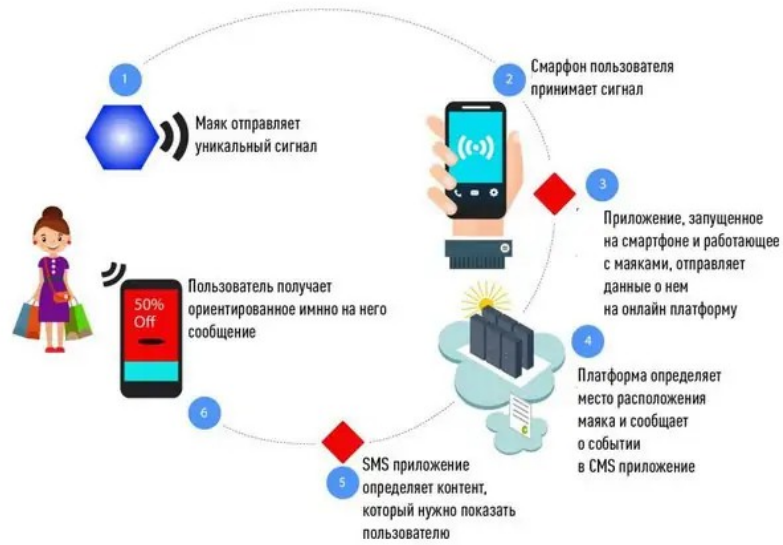 1
Маяк отправляет
уникальный сигнал
2
Смарфон пользователя
принимает сигнал
3
Приложение, запущенное
на смартфоне и работающее
с маяками, отправляет
данные о нем
на онлайн платформу
4
Платформа определяет
место расположения
маяка и сообщает
о событии
в CMS приложение
5
SMS приложение
определяет контент,
который нужно показать
пользователю
6
Пользователь получает
ориентированное имнно на него
сообщение
50%
Off